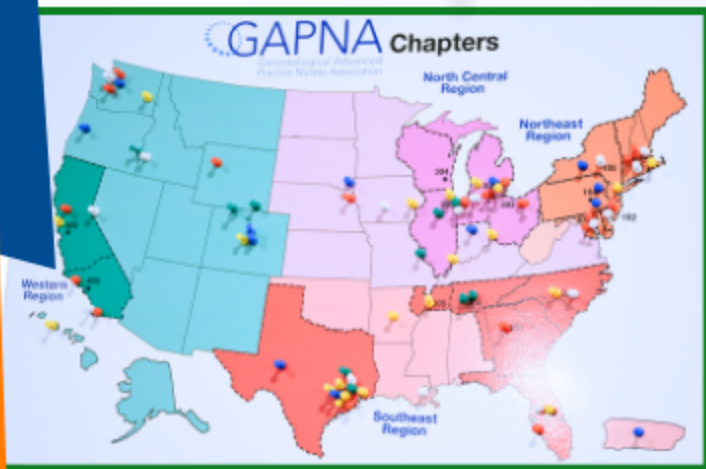 GAPNA Chapters
Gerontological Advanced
Practice Nurses Association
North Central
Region
Northeast
Region
Western
Region
Southeast
Region